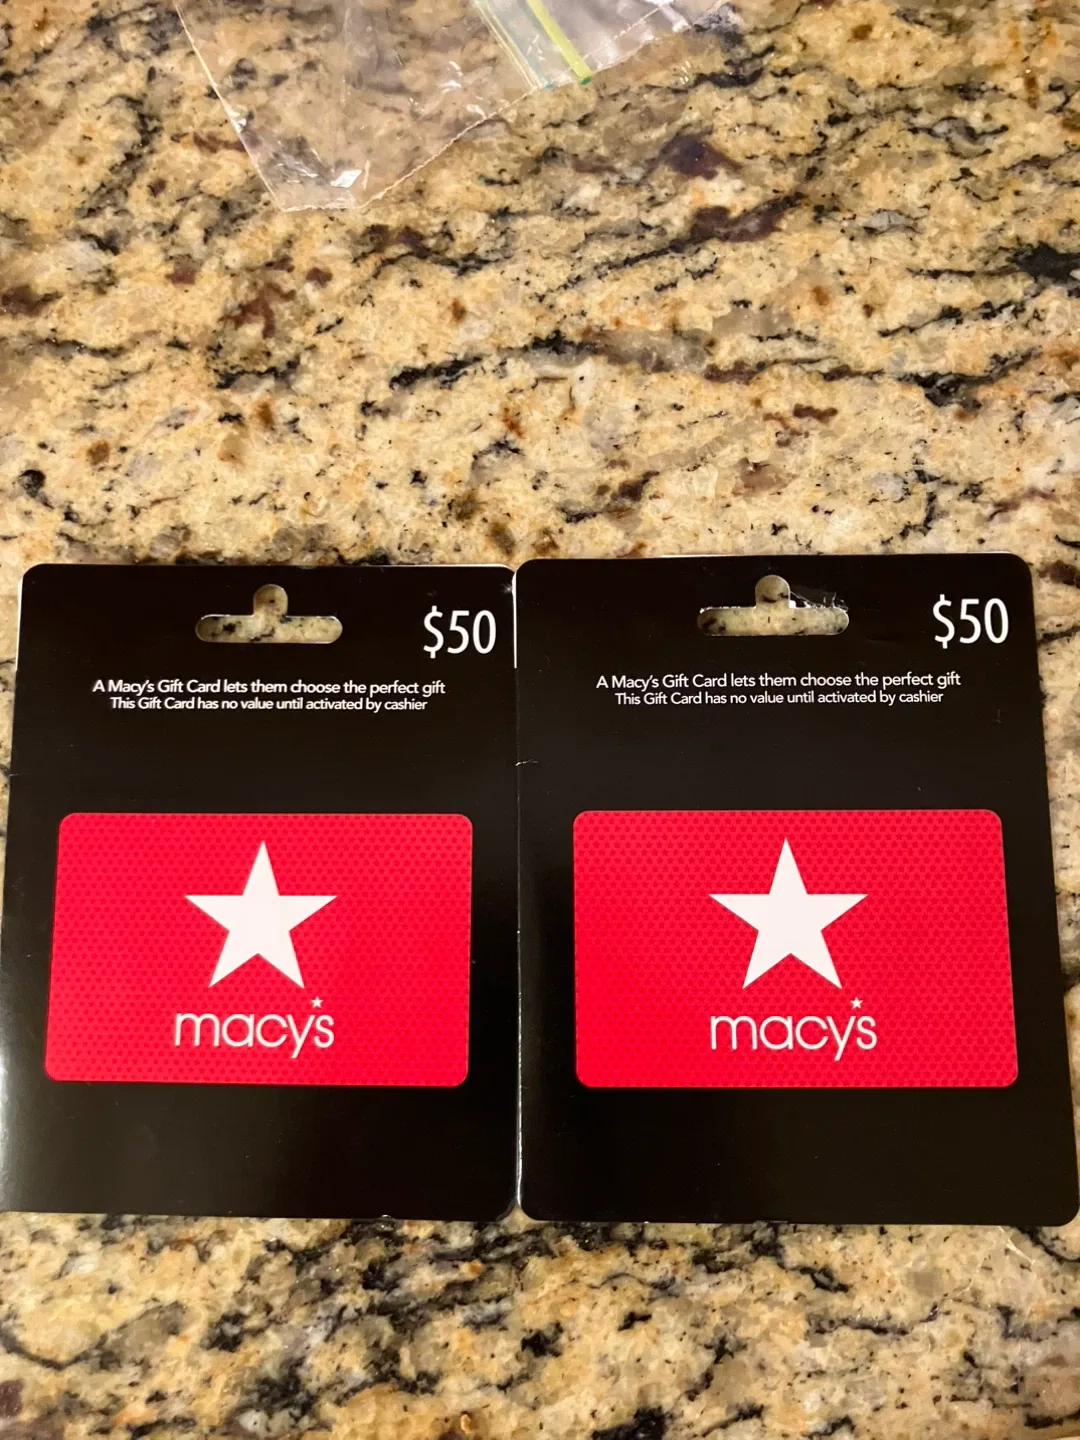 $50
A Macy's Gift Card lets them choose the perfect gift
This Gift Card has no value until activated by cashier
macy's
$50
A Macy's Gift Card lets them choose the perfect gift
This Gift Card has no value until activated by cashier
macy's